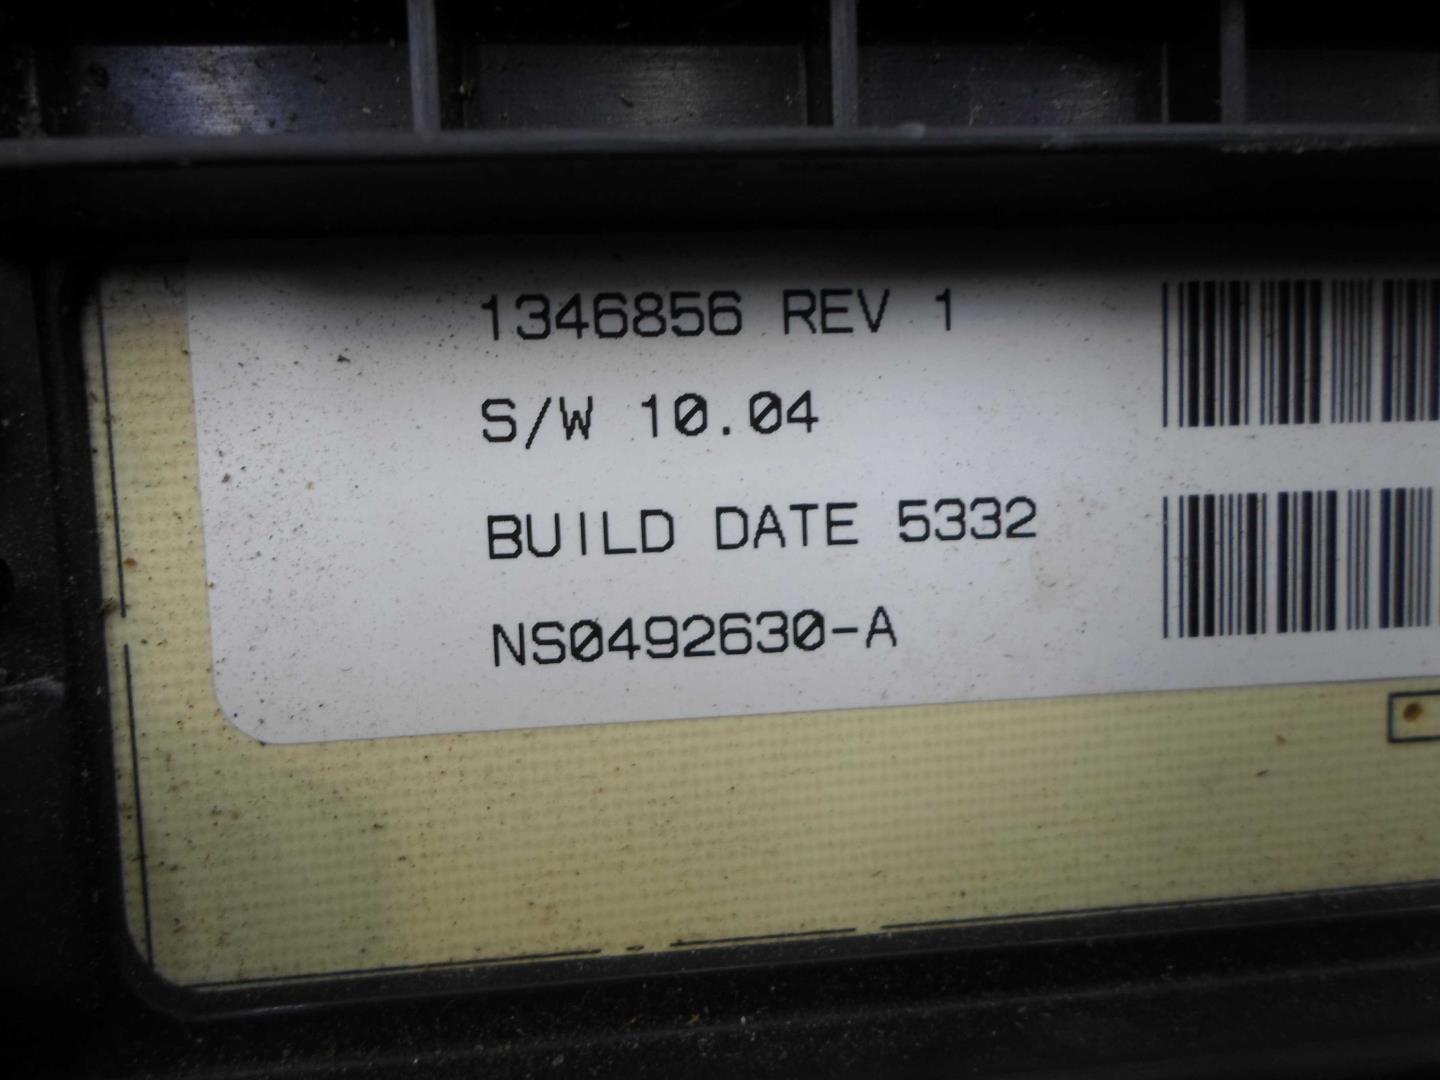 1346856 REV 1
S/W 10.04
BUILD DATE 5332
NS0492630-A